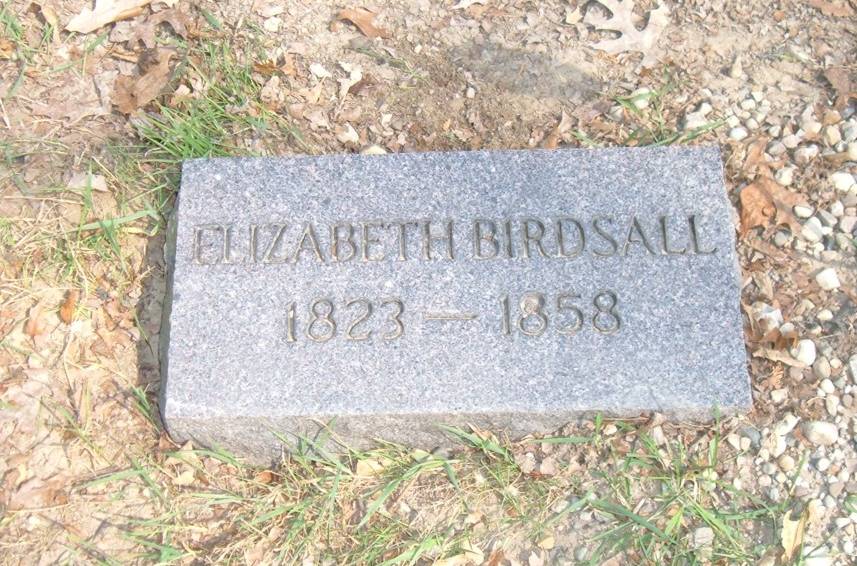 ELIZABETH BIRDSALL
1823 — 1858